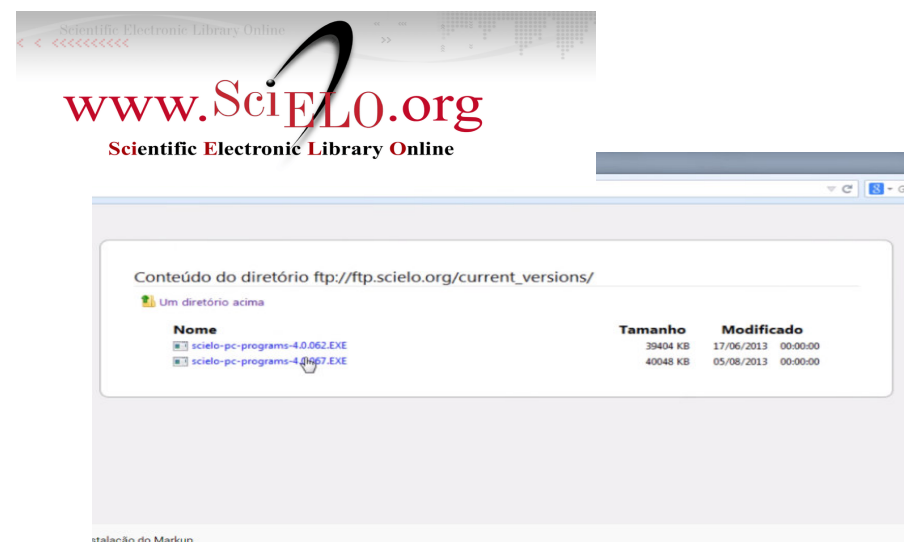 Scientific Electronic Library Online
www.SciELO.org
Scientific Electronic Library Online
Conteúdo do diretório ftp://ftp.scielo.org/current_versions/
Um diretório acima
Nome Tamanho Modificado
scielo-pc-programs-4.0.062.EXE 39404 KB 17/06/2013 00:00:00
40048 KB 05/08/2013 00:00:00
do Markup